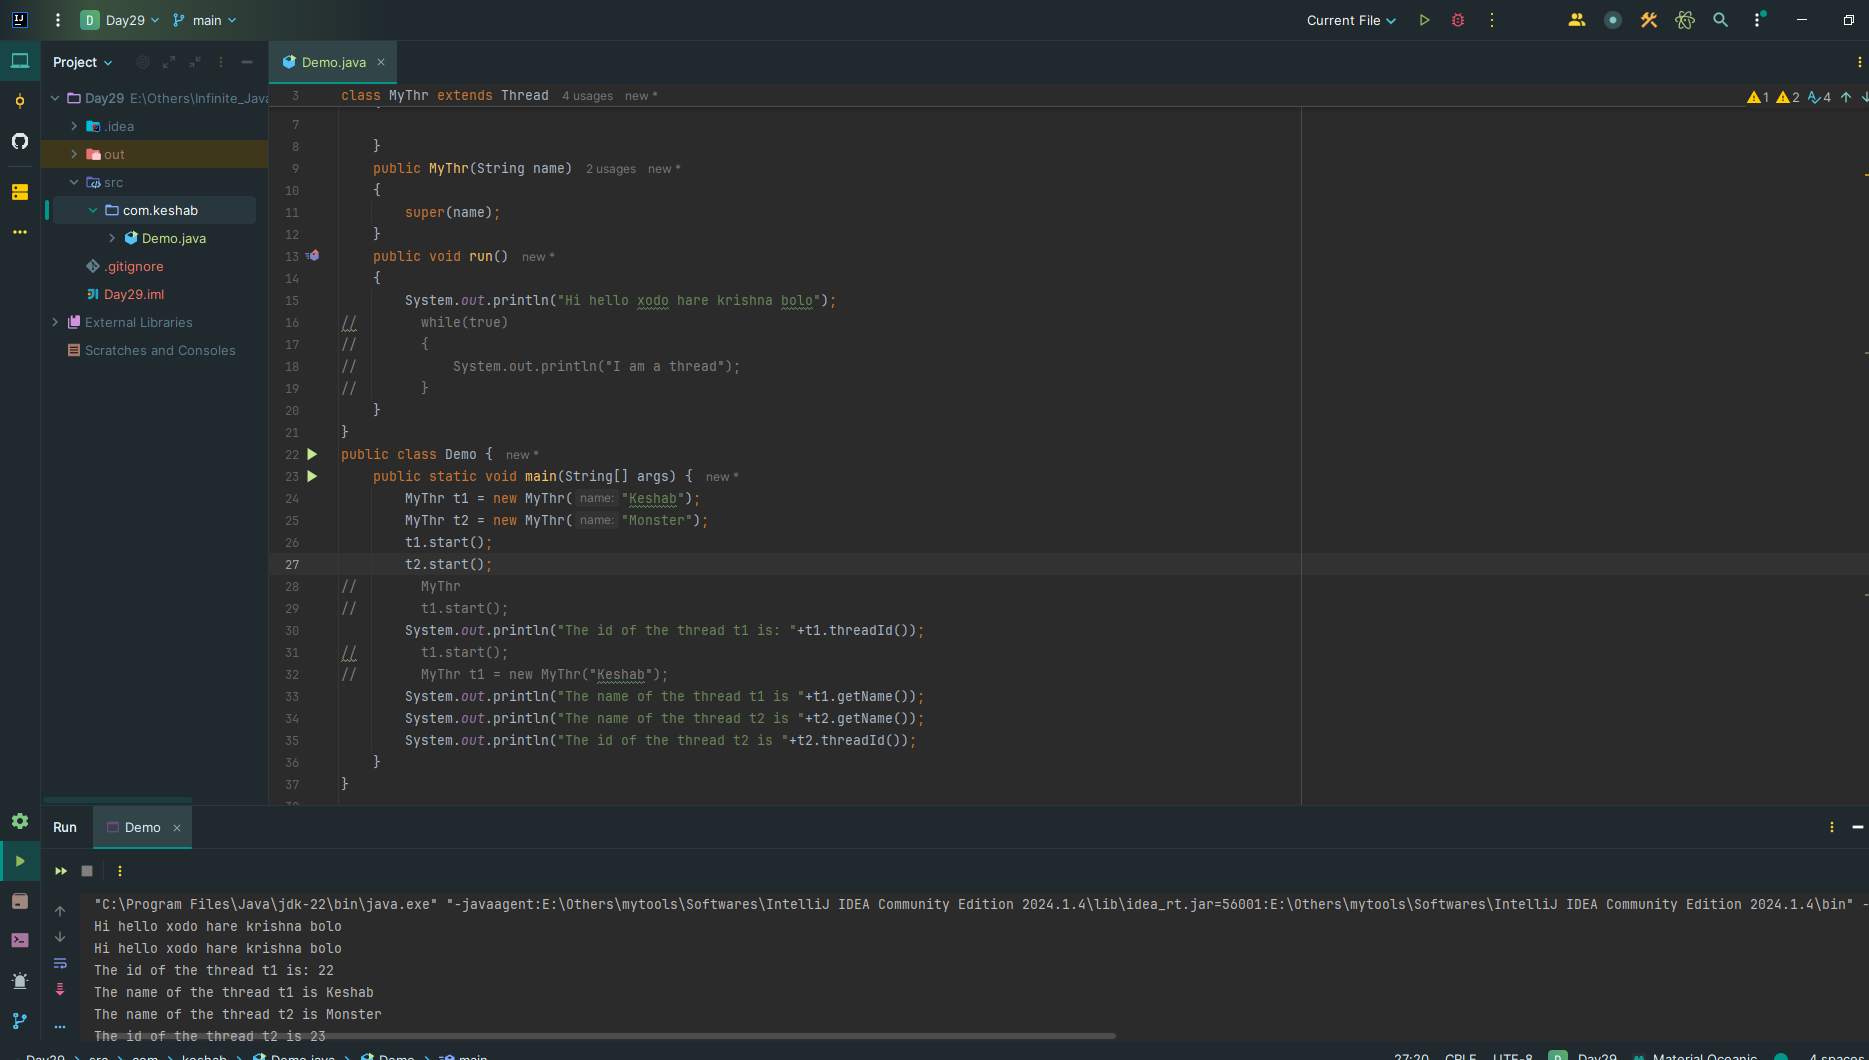 D Day29 main Current File
Project Demo.java
3 class MyThr extends Thread 4 usages new *
1 2 4
Day29 E:\Others\Infinite_Java
.idea
out
src
com.keshab
Demo.java
.gitignore
Day29.iml
External Libraries
Scratches and Consoles
7
8 }
9 public MyThr(String name) 2 usages new *
10 {
11 super(name);
12 }
13 public void run() new *
14 {
15 System.out.println("Hi hello xodo hare krishna bolo");
16 // while(true)
17 // {
18 // System.out.println("I am a thread");
19 // }
20 }
21 }
22 public class Demo { new *
23 public static void main(String[] args) { new *
24 MyThr t1 = new MyThr( name: "Keshab");
25 MyThr t2 = new MyThr( name: "Monster");
26 t1.start();
27 t2.start();
28 // MyThr
29 // t1.start();
30 System.out.println("The id of the thread t1 is: "+t1.threadId());
31 // t1.start();
32 // MyThr t1 = new MyThr("Keshab");
33 System.out.println("The name of the thread t1 is "+t1.getName());
34 System.out.println("The name of the thread t2 is "+t2.getName());
35 System.out.println("The id of the thread t2 is "+t2.threadId());
36 }
37 }
Run Demo
"C:\Program Files\Java\jdk-22\bin\java.exe" "-javaagent:E:\Others\mytools\Softwares\IntelliJ IDEA Community Edition 2024.1.4\lib\idea_rt.jar=56001:E:\Others\mytools\Softwares\IntelliJ IDEA Community Edition 2024.1.4\bin" -
Hi hello xodo hare krishna bolo
Hi hello xodo hare krishna bolo
The id of the thread t1 is: 22
The name of the thread t1 is Keshab
The name of the thread t2 is Monster
The id of the thread t2 is 23
Day29 > src > com > keshab > Demo.java > Demo > main 27:20 CRLF UTF-8 D Day29 Material Oceanic 4 spaces